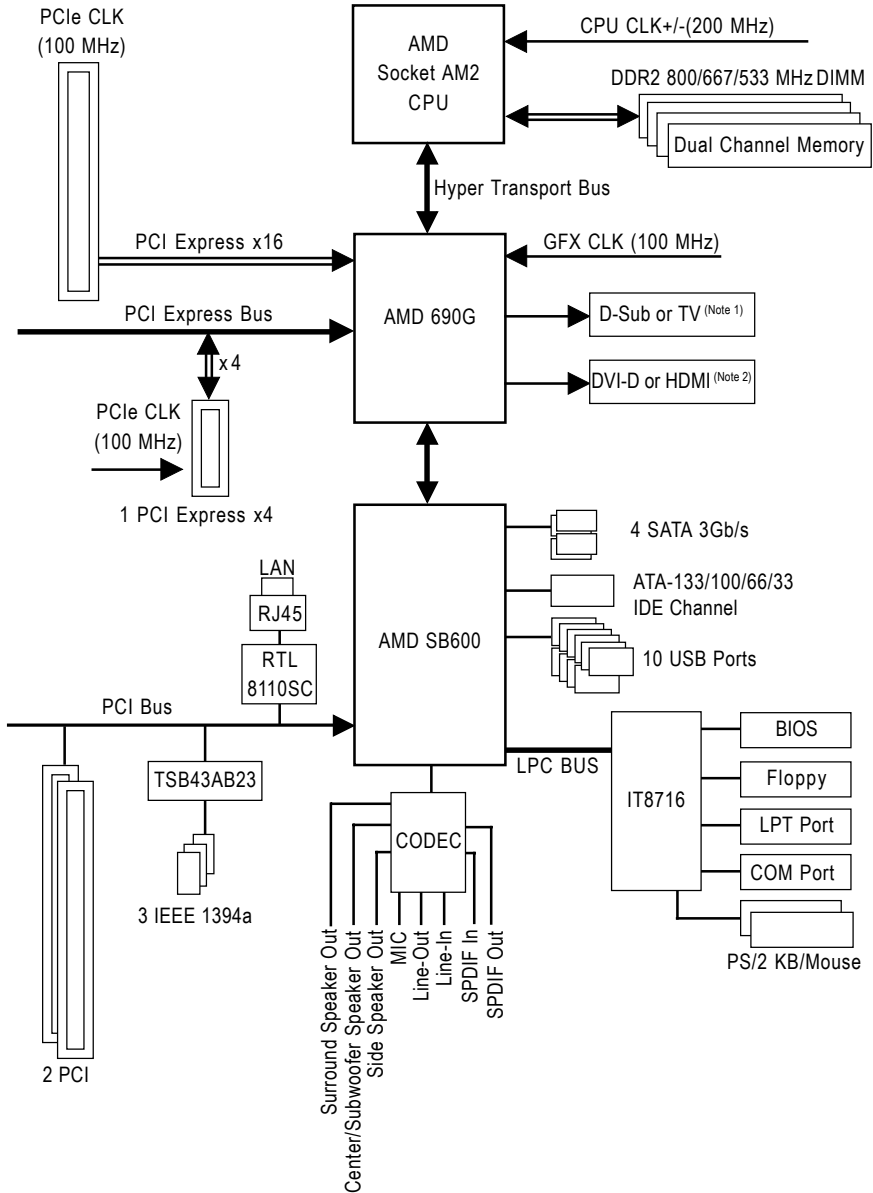 PCIe CLK
(100 MHz)
AMD
Socket AM2
CPU
CPU CLK+/-(200 MHz)
DDR2 800/667/533 MHz DIMM
Dual Channel Memory
Hyper Transport Bus
PCI Express x16
GFX CLK (100 MHz)
AMD 690G
PCI Express Bus
D-Sub or TV (Note 1)
x 4
DVI-D or HDMI (Note 2)
PCIe CLK
(100 MHz)
1 PCI Express x4
AMD SB600
4 SATA 3Gb/s
ATA-133/100/66/33
IDE Channel
10 USB Ports
LAN
RJ45
RTL
8110SC
PCI Bus
TSB43AB23
3 IEEE 1394a
2 PCI
LPC BUS
IT8716
BIOS
Floppy
LPT Port
COM Port
PS/2 KB/Mouse
CODEC
Surround Speaker Out
Center/Subwoofer Speaker Out
Side Speaker Out
MIC
Line-Out
Line-In
SPDIF In
SPDIF Out